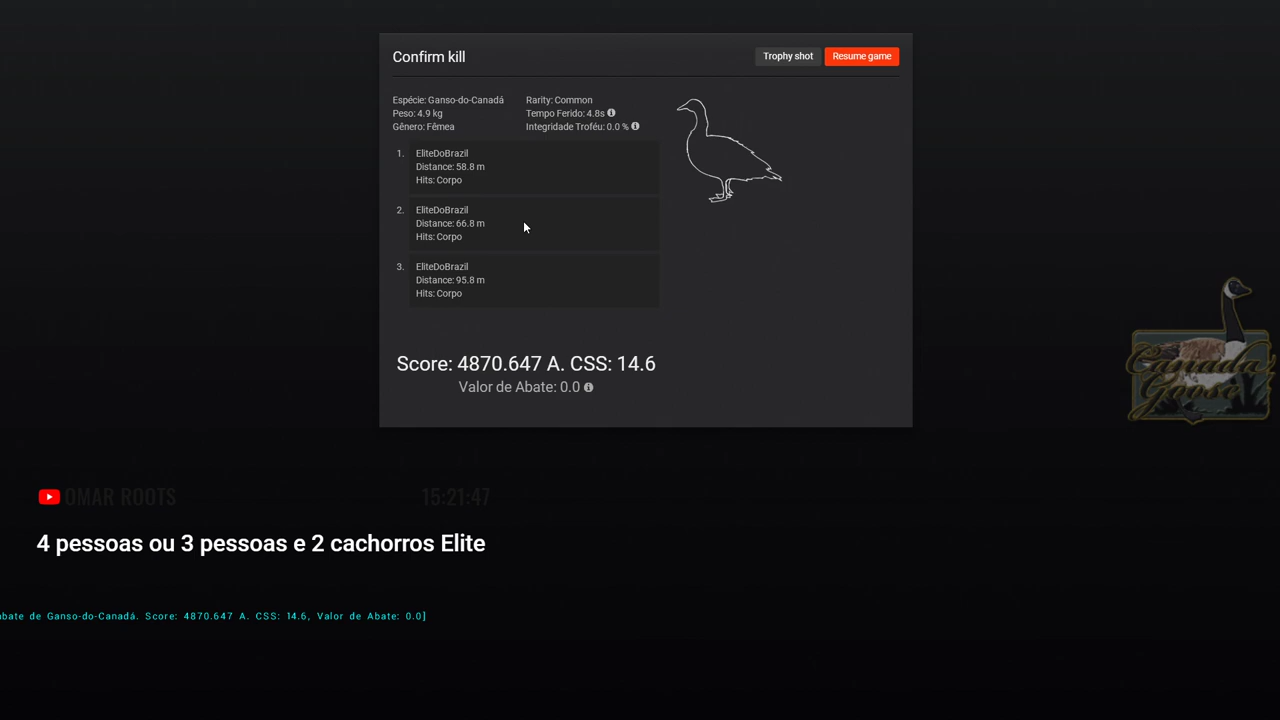 Confirm kill
Trophy shot
Resume game
Espécie: Ganso-do-Canadá
Peso: 4.9 kg
Gênero: Fêmea
Rarity: Common
Tempo Ferido: 4.8s
Integridade Troféu: 0.0 %
1. EliteDoBrazil
Distance: 58.8 m
Hits: Corpo
2. EliteDoBrazil
Distance: 66.8 m
Hits: Corpo
3. EliteDoBrazil
Distance: 95.8 m
Hits: Corpo
Score: 4870.647 A. CSS: 14.6
Valor de Abate: 0.0
Canada
Goose
OMAR ROOTS
15:21:47
4 pessoas ou 3 pessoas e 2 cachorros Elite
bate de Ganso-do-Canadá. Score: 4870.647 A. CSS: 14.6, Valor de Abate: 0.0]